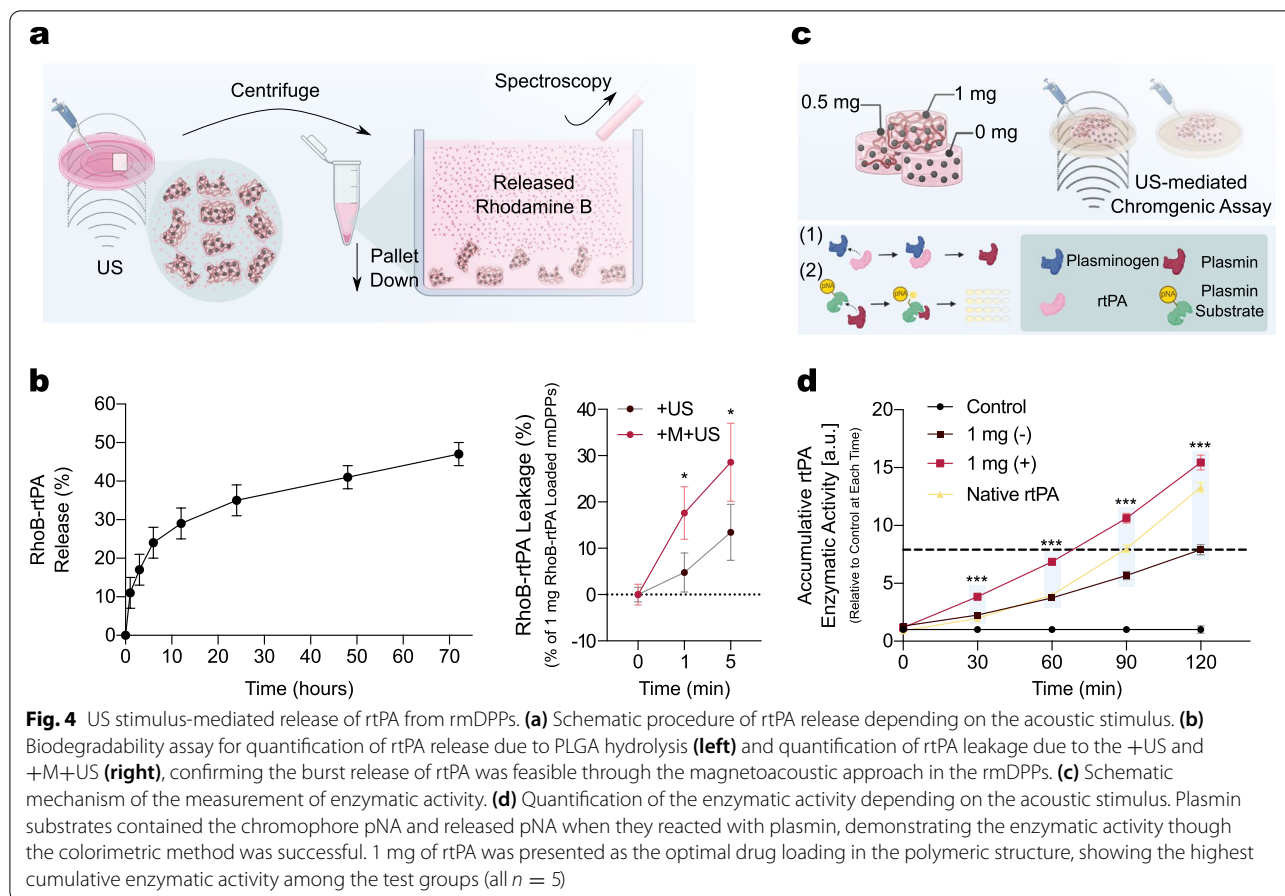 a
Centrifuge
Spectroscopy
US
Pallet
Down
Released
Rhodamine B
c
0.5 mg
1 mg
0 mg
US-mediated
Chromgenic Assay
(1)
(2)
pNA
pNA
Plasminogen
Plasmin
rtPA
pNA
Plasmin
Substrate
b
RhoB-rtPA
Release (%)
60
50
40
30
20
10
0
0 10 20 30 40 50 60 70
Time (hours)
RhoB-rtPA Leakage (%)
(% of 1 mg RhoB-rtPA Loaded rmDPPs)
40
30
20
10
0
-10
+US
+M+US
*
*
0 1 5
Time (min)
d
Accumulative rtPA
Enzymatic Activity [a.u.]
(Relative to Control at Each Time)
20
15
10
5
0
Control
1 mg (-)
1 mg (+)
Native rtPA
***
***
***
***
0 30 60 90 120
Time (min)
Fig. 4 US stimulus-mediated release of rtPA from rmDPPs. (a) Schematic procedure of rtPA release depending on the acoustic stimulus. (b)
Biodegradability assay for quantification of rtPA release due to PLGA hydrolysis (left) and quantification of rtPA leakage due to the +US and
+M+US (right), confirming the burst release of rtPA was feasible through the magnetoacoustic approach in the rmDPPs. (c) Schematic
mechanism of the measurement of enzymatic activity. (d) Quantification of the enzymatic activity depending on the acoustic stimulus. Plasmin
substrates contained the chromophore pNA and released pNA when they reacted with plasmin, demonstrating the enzymatic activity though
the colorimetric method was successful. 1 mg of rtPA was presented as the optimal drug loading in the polymeric structure, showing the highest
cumulative enzymatic activity among the test groups (all n = 5)